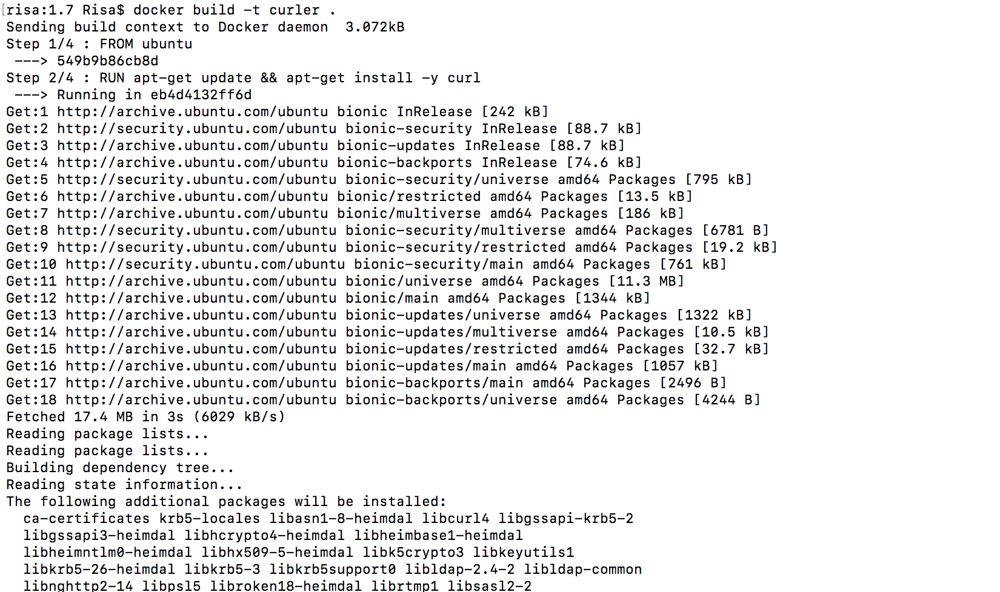 [risa:1.7 Risa$ docker build -t curler .
Sending build context to Docker daemon  3.072kB
Step 1/4 : FROM ubuntu
 ---> 549b9b86cb8d
Step 2/4 : RUN apt-get update && apt-get install -y curl
 ---> Running in eb4d4132ff6d
Get:1 http://archive.ubuntu.com/ubuntu bionic InRelease [242 kB]
Get:2 http://security.ubuntu.com/ubuntu bionic-security InRelease [88.7 kB]
Get:3 http://archive.ubuntu.com/ubuntu bionic-updates InRelease [88.7 kB]
Get:4 http://archive.ubuntu.com/ubuntu bionic-backports InRelease [74.6 kB]
Get:5 http://security.ubuntu.com/ubuntu bionic-security/universe amd64 Packages [795 kB]
Get:6 http://archive.ubuntu.com/ubuntu bionic/restricted amd64 Packages [13.5 kB]
Get:7 http://archive.ubuntu.com/ubuntu bionic/multiverse amd64 Packages [186 kB]
Get:8 http://security.ubuntu.com/ubuntu bionic-security/multiverse amd64 Packages [6781 B]
Get:9 http://security.ubuntu.com/ubuntu bionic-security/restricted amd64 Packages [19.2 kB]
Get:10 http://security.ubuntu.com/ubuntu bionic-security/main amd64 Packages [761 kB]
Get:11 http://archive.ubuntu.com/ubuntu bionic/universe amd64 Packages [11.3 MB]
Get:12 http://archive.ubuntu.com/ubuntu bionic/main amd64 Packages [1344 kB]
Get:13 http://archive.ubuntu.com/ubuntu bionic-updates/universe amd64 Packages [1322 kB]
Get:14 http://archive.ubuntu.com/ubuntu bionic-updates/multiverse amd64 Packages [10.5 kB]
Get:15 http://archive.ubuntu.com/ubuntu bionic-updates/restricted amd64 Packages [32.7 kB]
Get:16 http://archive.ubuntu.com/ubuntu bionic-updates/main amd64 Packages [1057 kB]
Get:17 http://archive.ubuntu.com/ubuntu bionic-backports/main amd64 Packages [2496 B]
Get:18 http://archive.ubuntu.com/ubuntu bionic-backports/universe amd64 Packages [4244 B]
Fetched 17.4 MB in 3s (6029 kB/s)
Reading package lists...
Reading package lists...
Building dependency tree...
Reading state information...
The following additional packages will be installed:
  ca-certificates krb5-locales libasn1-8-heimdal libcurl4 libgssapi-krb5-2
  libgssapi3-heimdal libhcrypto4-heimdal libheimbase1-heimdal
  libheimntlm0-heimdal libhx509-5-heimdal libk5crypto3 libkeyutils1
  libkrb5-26-heimdal libkrb5-3 libkrb5support0 libldap-2.4-2 libldap-common
  libnghttp2-14 libpsl5 libroken18-heimdal librtmp1 libsasl2-2